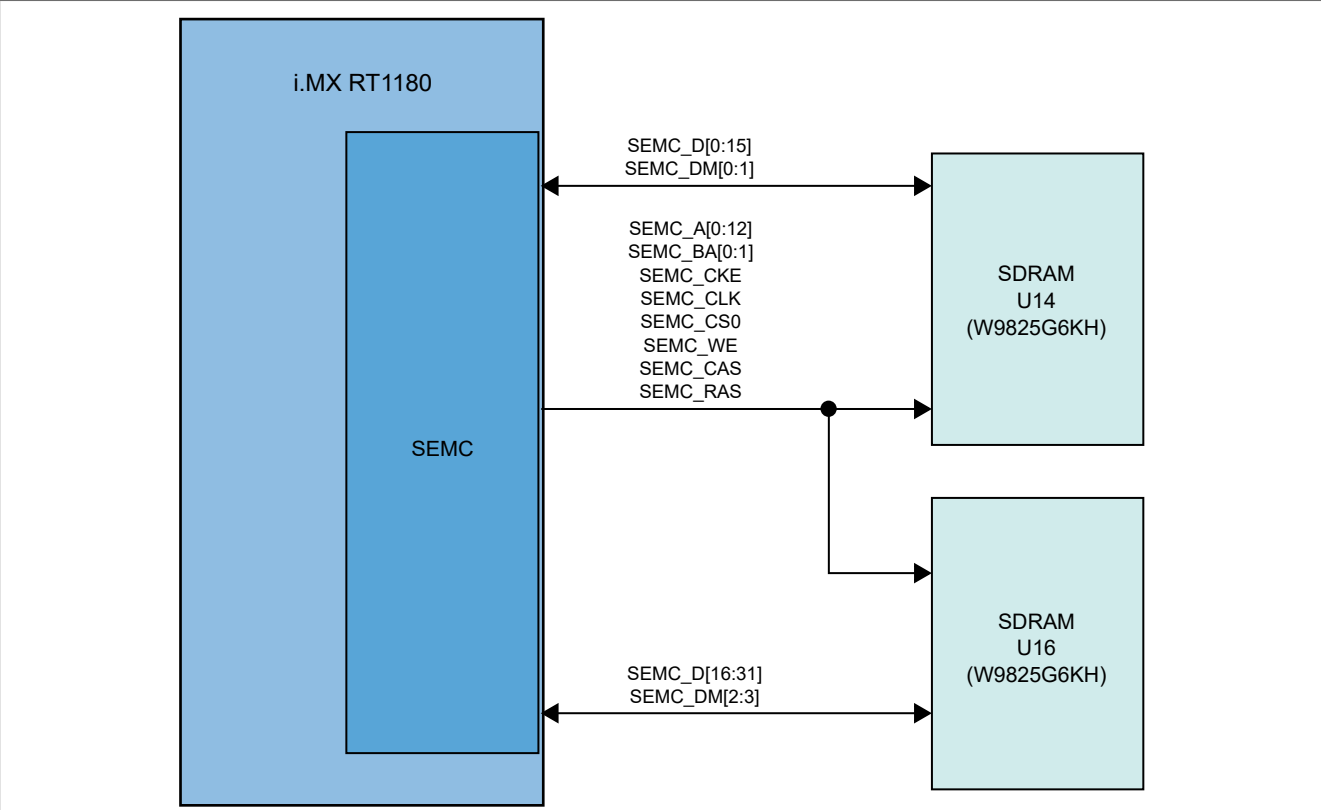 i.MX RT1180
SEMC_D[0:15]
SEMC_DM[0:1]
SEMC_A[0:12]
SEMC_BA[0:1]
SEMC_CKE
SEMC_CLK
SEMC_CS0
SEMC_WE
SEMC_CAS
SEMC_RAS
SDRAM
U14
(W9825G6KH)
SEMC
SDRAM
U16
(W9825G6KH)
SEMC_D[16:31]
SEMC_DM[2:3]